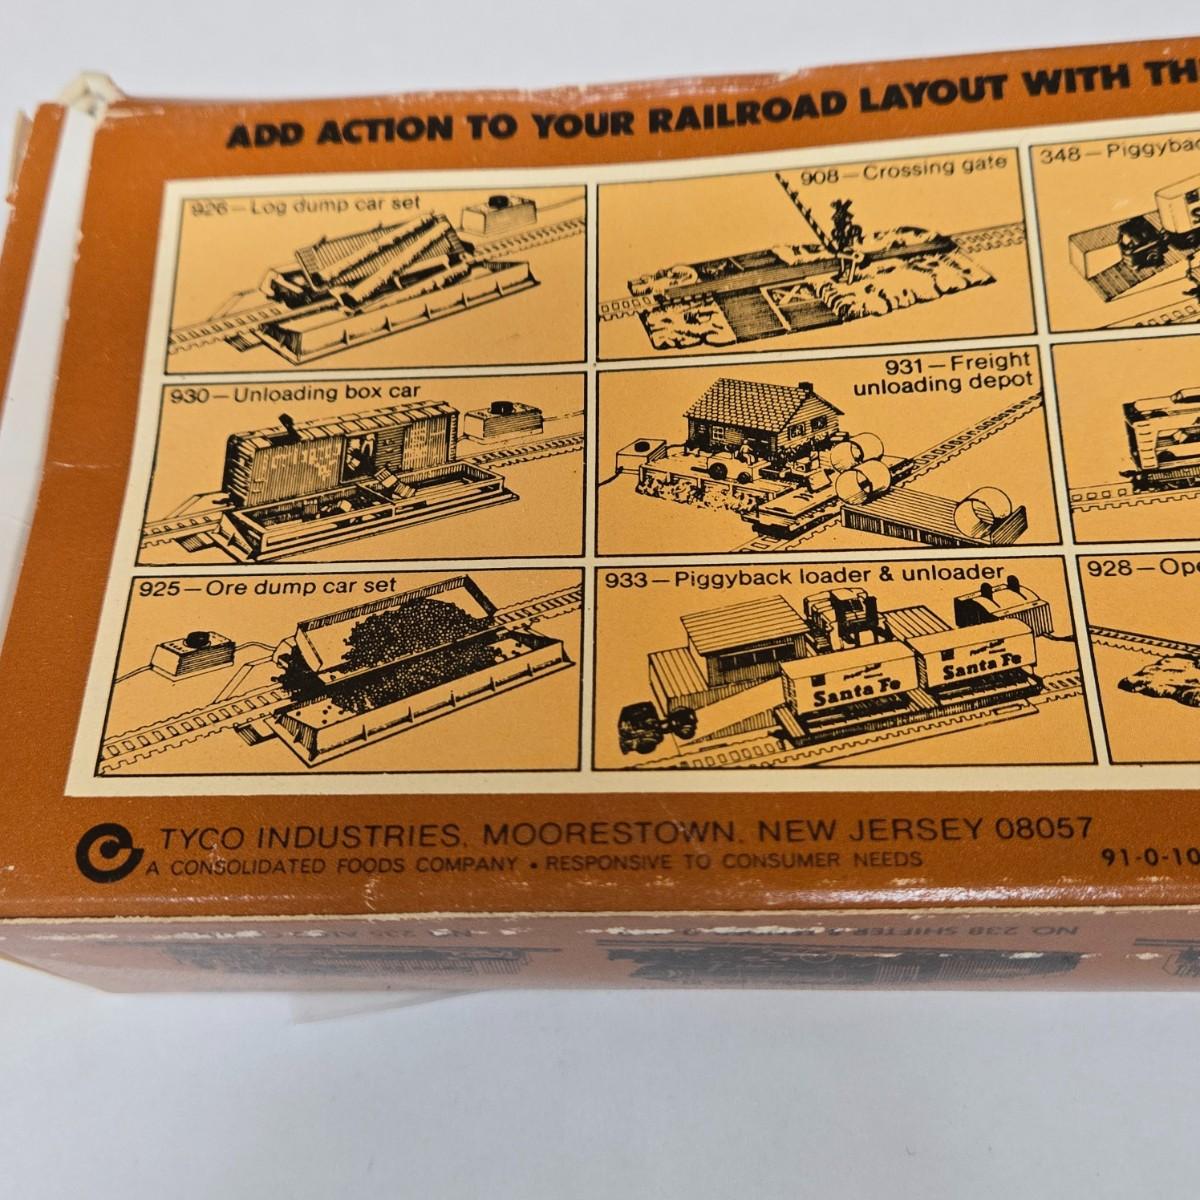 ADD ACTION TO YOUR RAILROAD LAYOUT WITH
926—Log dump car set
908—Crossing gate
348—
930—Unloading box car
931—Freight
unloading depot
925—Ore dump car set
933—Piggyback loader & unloader
Santa Fe
Santa Fe
928—
TYCO INDUSTRIES, MOORESTOWN, NEW JERSEY 08057
A CONSOLIDATED FOODS COMPANY • RESPONSIVE TO CONSUMER NEEDS
91-0-10
NO. 238 SHIFTER